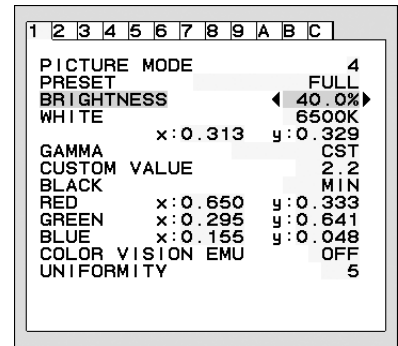 1 2 3 4 5 6 7 8 9 A B C
PICTURE MODE 4
PRESET FULL
BRIGHTNESS 40.0%
WHITE 6500K
x:0.313 y:0.329
GAMMA CST
CUSTOM VALUE 2.2
BLACK MIN
RED x:0.650 y:0.333
GREEN x:0.295 y:0.641
BLUE x:0.155 y:0.048
COLOR VISION EMU OFF
UNIFORMITY 5